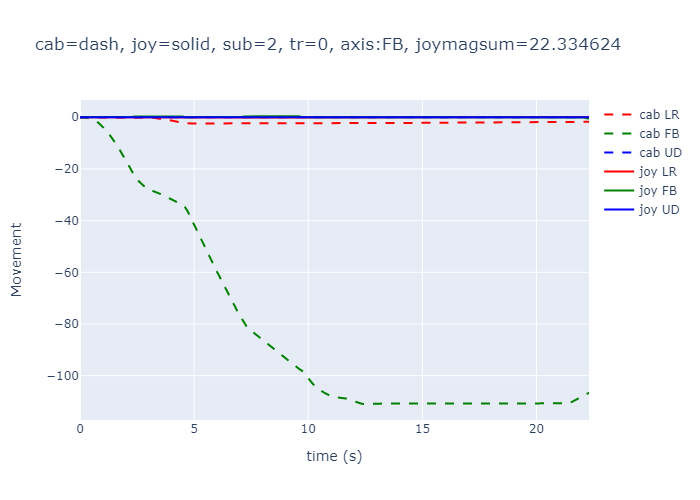 cab=dash, joy=solid, sub=2, tr=0, axis:FB, joymagsum=22.334624
cab LR
cab FB
cab UD
joy LR
joy FB
joy UD
0
−20
−40
−60
−80
−100
Movement
0
5
10
15
20
time (s)